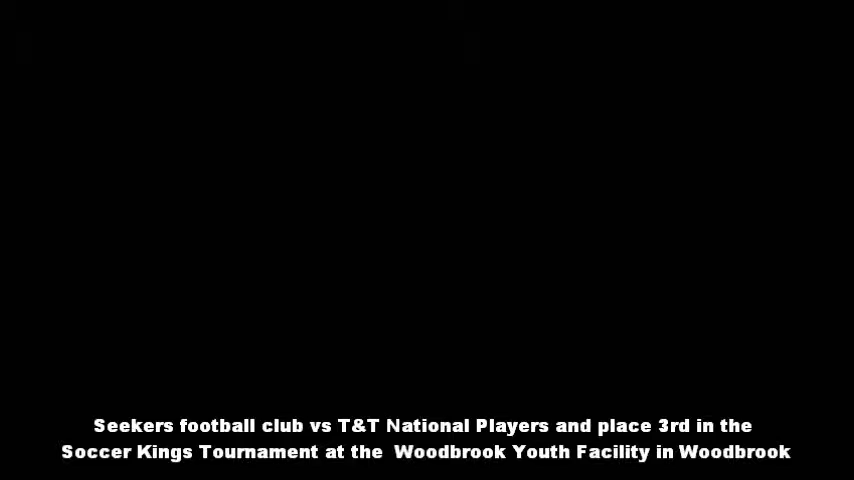 Seekers football club vs T&T National Players and place 3rd in the
Soccer Kings Tournament at the  Woodbrook Youth Facility in Woodbrook